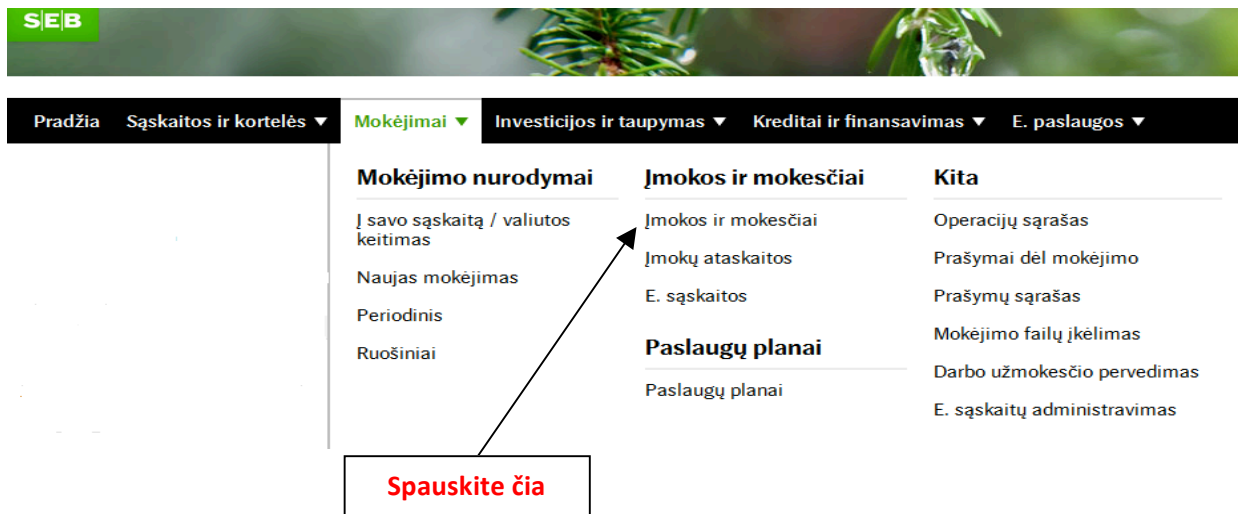 S|E|B
Pradžia Sąskaitos ir kortelės ▼ Mokėjimai ▼ Investicijos ir taupymas ▼ Kreditai ir finansavimas ▼ E. paslaugos ▼
Mokėjimo nurodymai
Į savo sąskaitą / valiutos
keitimas
Naujas mokėjimas
Periodinis
Ruošiniai
Įmokos ir mokesčiai
Įmokos ir mokesčiai
Įmokų ataskaitos
E. sąskaitos
Paslaugų planai
Paslaugų planai
Kita
Operacijų sąrašas
Prašymai dėl mokėjimo
Prašymų sąrašas
Mokėjimo failų įkėlimas
Darbo užmokesčio pervedimas
E. sąskaitų administravimas
Spauskite čia